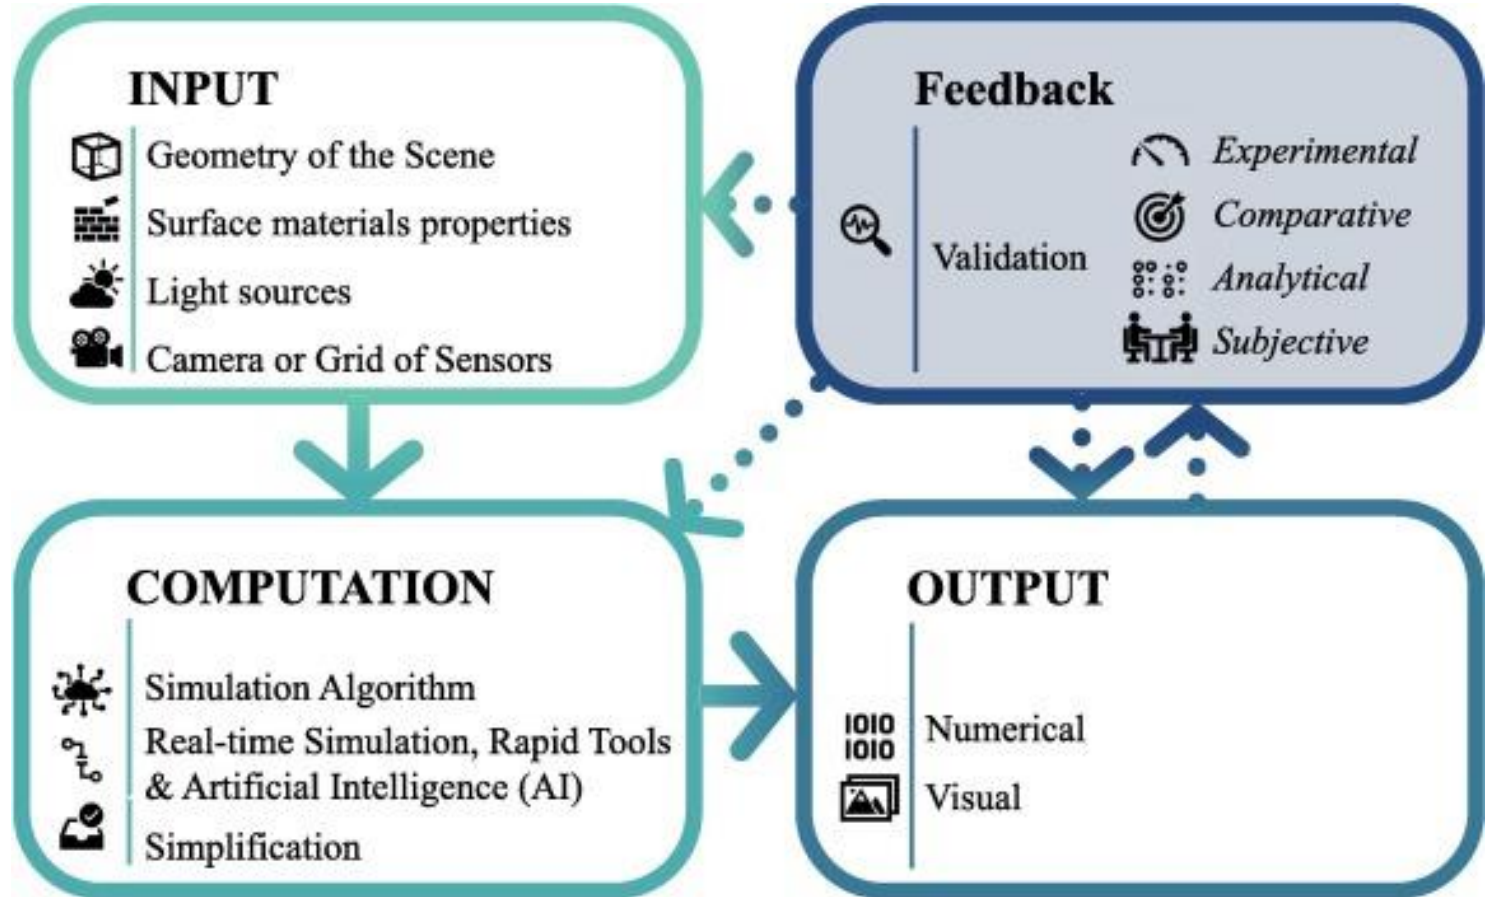 INPUT
Geometry of the Scene
Surface materials properties
Light sources
Camera or Grid of Sensors
Feedback
Validation
Experimental
Comparative
Analytical
Subjective
COMPUTATION
Simulation Algorithm
Real-time Simulation, Rapid Tools
& Artificial Intelligence (AI)
Simplification
OUTPUT
1010
1010
Numerical
Visual